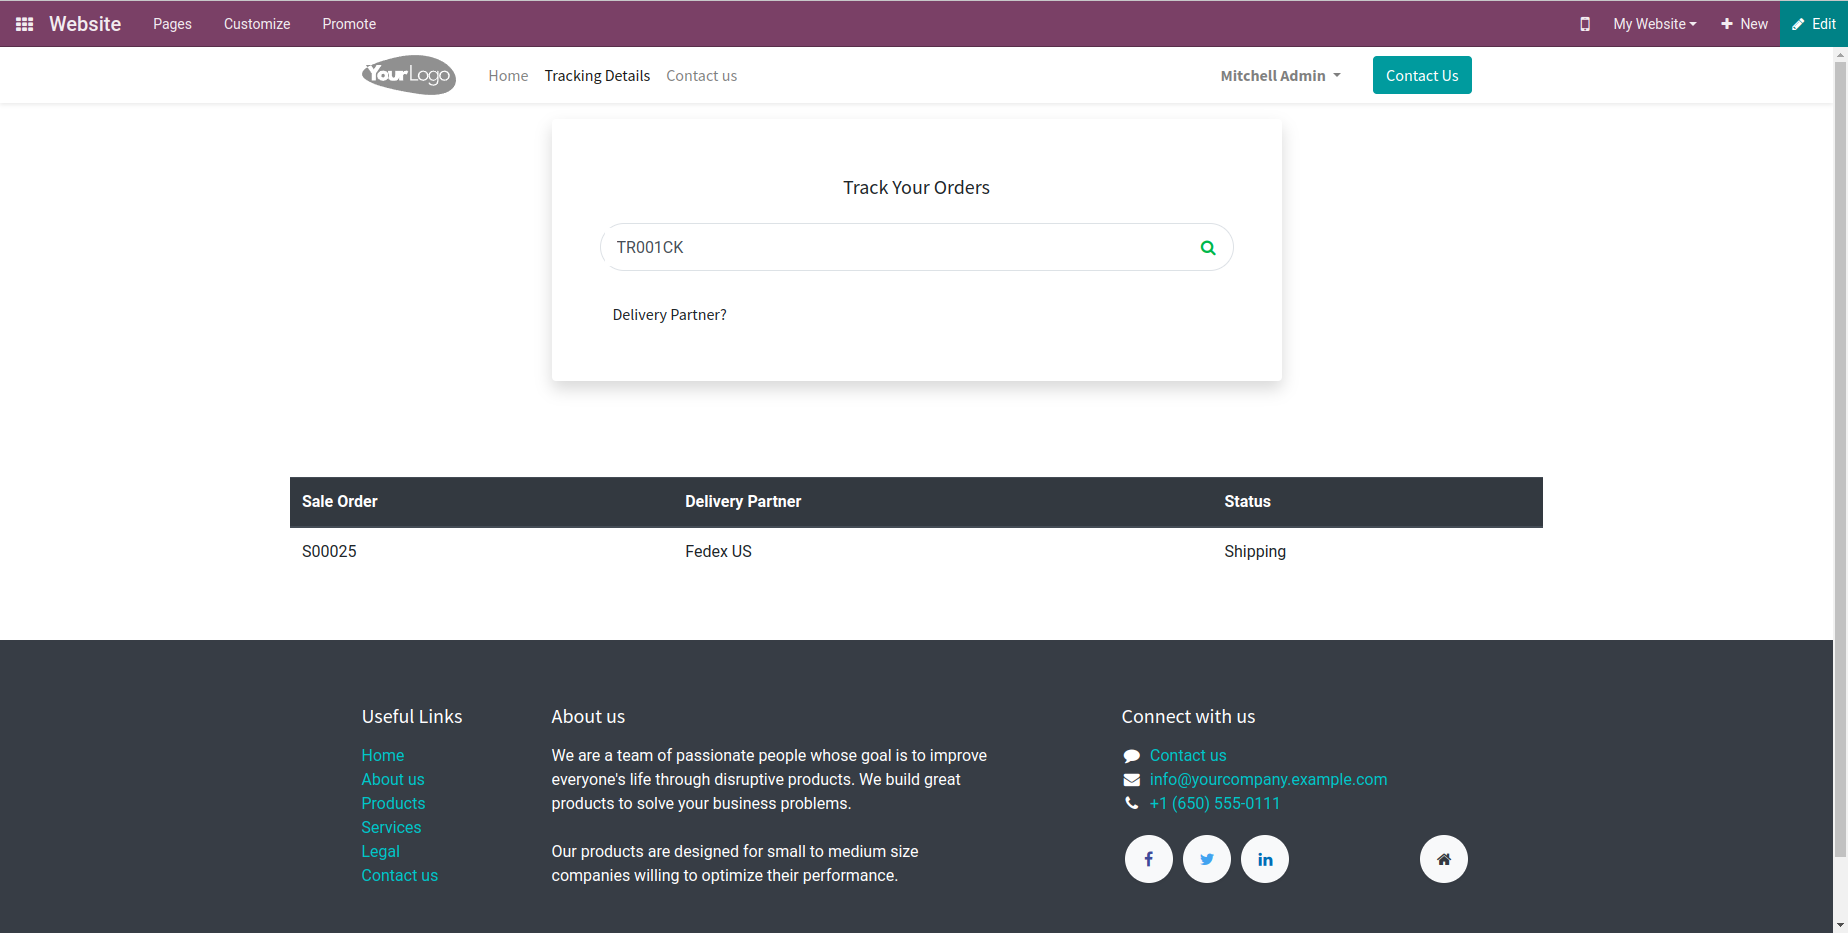 Website Pages Customize Promote My Website New Edit
YourLogo Home Tracking Details Contact us Mitchell Admin Contact Us
Track Your Orders
TR001CK
Delivery Partner?
Sale Order Delivery Partner Status
S00025 Fedex US Shipping
Useful Links
Home
About us
Products
Services
Legal
Contact us
About us
We are a team of passionate people whose goal is to improve
everyone's life through disruptive products. We build great
products to solve your business problems.
Our products are designed for small to medium size
companies willing to optimize their performance.
Connect with us
Contact us
info@yourcompany.example.com
+1 (650) 555-0111